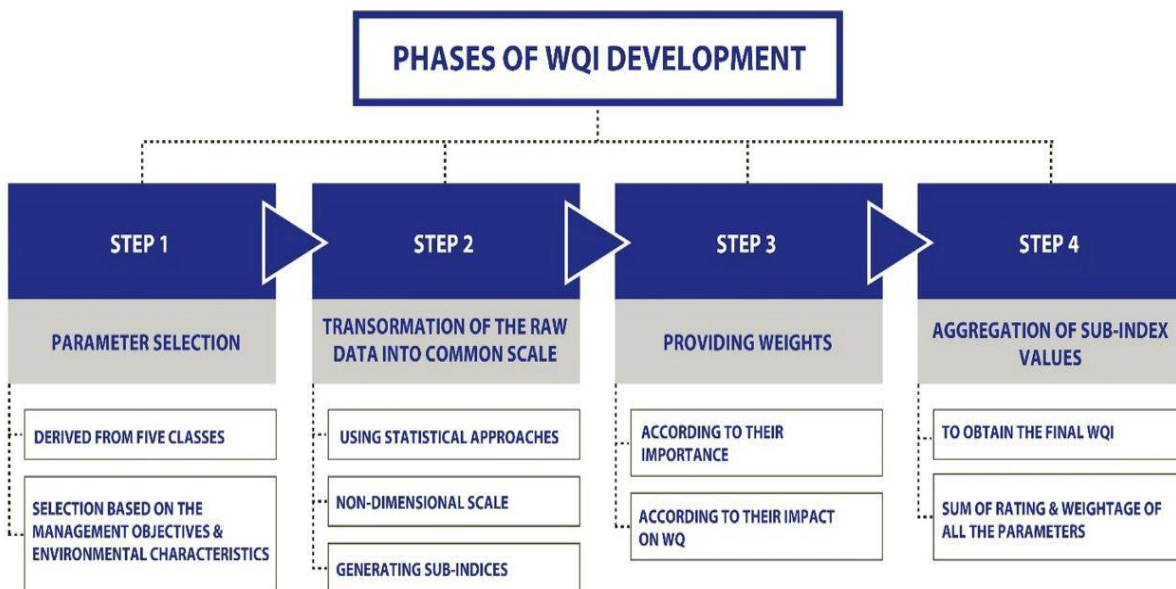 PHASES OF WQI DEVELOPMENT
STEP 1
PARAMETER SELECTION
DERIVED FROM FIVE CLASSES
SELECTION BASED ON THE
MANAGEMENT OBJECTIVES &
ENVIRONMENTAL CHARACTERISTICS
STEP 2
TRANSORMATION OF THE RAW
DATA INTO COMMON SCALE
USING STATISTICAL APPROACHES
NON-DIMENSIONAL SCALE
GENERATING SUB-INDICES
STEP 3
PROVIDING WEIGHTS
ACCORDING TO THEIR
IMPORTANCE
ACCORDING TO THEIR IMPACT
ON WQ
STEP 4
AGGREGATION OF SUB-INDEX
VALUES
TO OBTAIN THE FINAL WQI
SUM OF RATING & WEIGHTAGE OF
ALL THE PARAMETERS